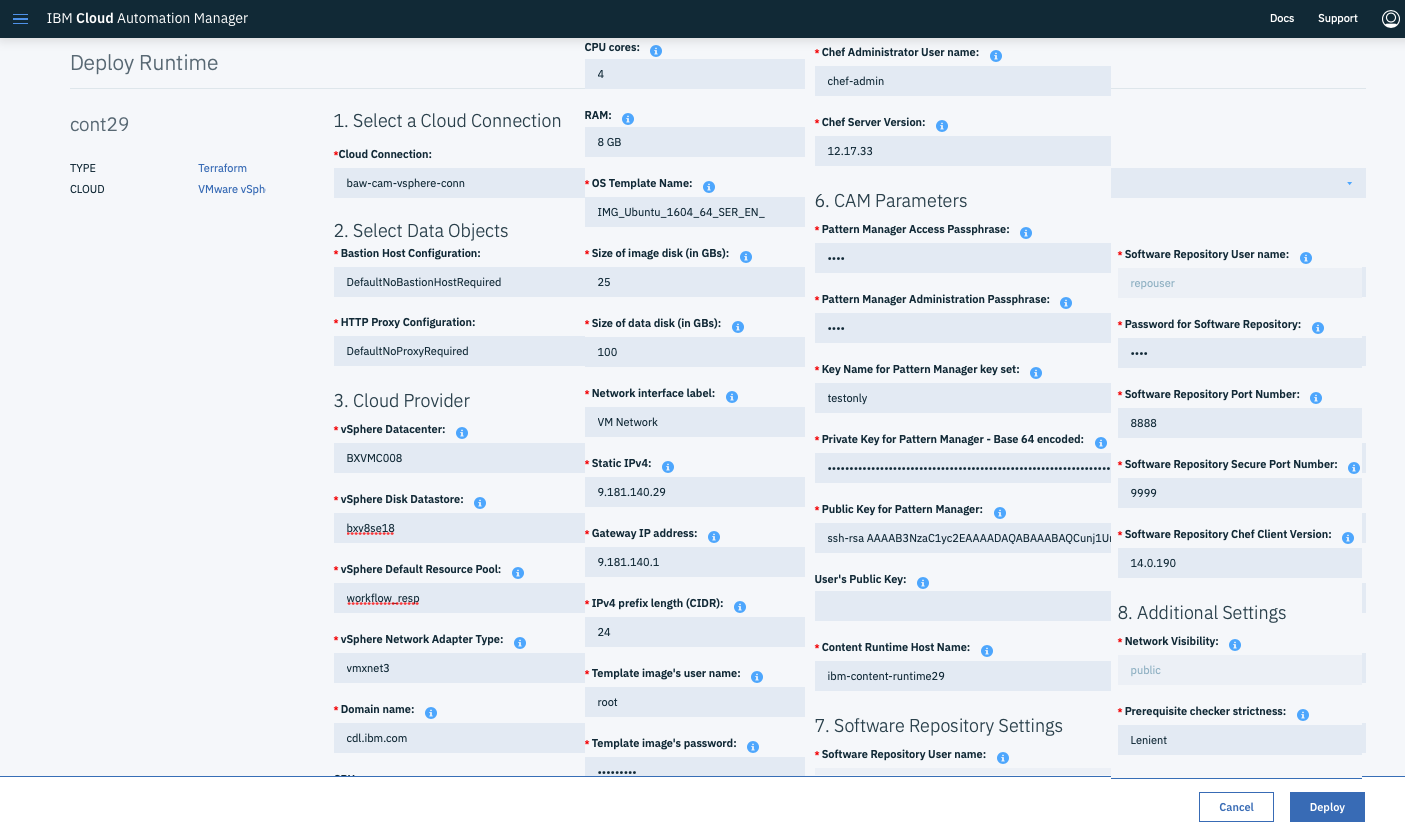 IBM Cloud Automation Manager
Docs
Support
Deploy Runtime
cont29
TYPE
Terraform
CLOUD
VMware vSph
1. Select a Cloud Connection
*Cloud Connection:
baw-cam-vsphere-conn
2. Select Data Objects
* Bastion Host Configuration:
DefaultNoBastionHostRequired
* HTTP Proxy Configuration:
DefaultNoProxyRequired
3. Cloud Provider
* vSphere Datacenter:
BXVMC008
* vSphere Disk Datastore:
bxv8se18
* vSphere Default Resource Pool:
workflow_resp
* vSphere Network Adapter Type:
vmxnet3
* Domain name:
cdl.ibm.com
CPU cores:
4
RAM:
8 GB
* OS Template Name:
IMG_Ubuntu_1604_64_SER_EN_
* Size of image disk (in GBs):
25
* Size of data disk (in GBs):
100
* Network interface label:
VM Network
* Static IPv4:
9.181.140.29
* Gateway IP address:
9.181.140.1
* IPv4 prefix length (CIDR):
24
* Template image's user name:
root
* Template image's password:
•••••••••
* Chef Administrator User name:
chef-admin
* Chef Server Version:
12.17.33
6. CAM Parameters
* Pattern Manager Access Passphrase:
••••
* Pattern Manager Administration Passphrase:
••••
* Key Name for Pattern Manager key set:
testonly
* Private Key for Pattern Manager - Base 64 encoded:
* Public Key for Pattern Manager:
ssh-rsa AAAAB3NzaC1yc2EAAAADAQABAAABAQCunj1U
User's Public Key:
* Content Runtime Host Name:
ibm-content-runtime29
7. Software Repository Settings
* Software Repository User name:
* Software Repository User name:
repouser
* Password for Software Repository:
••••
* Software Repository Port Number:
8888
* Software Repository Secure Port Number:
9999
* Software Repository Chef Client Version:
14.0.190
8. Additional Settings
* Network Visibility:
public
* Prerequisite checker strictness:
Lenient
Cancel
Deploy